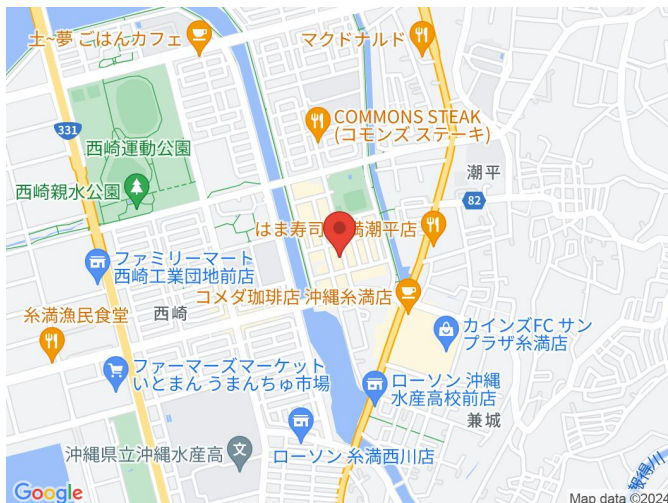 土~夢 ごはんカフェ
マクドナルド
COMMONS STEAK
(コモンズ ステーキ)
331
西崎運動公園
潮平
西崎親水公園
82
はま寿司
満潮平店
ファミリーマート
西崎工業団地前店
コメダ珈琲店 沖縄糸満店
西崎
糸満漁民食堂
カインズFC サン
プラザ糸満店
ファーマーズマーケット
いとまん うまんちゅ市場
ローソン 沖縄
水産高校前店
兼城
沖縄県立沖縄水産高
文
ローソン 糸満西川店
報得川
Google
Map data ©2024